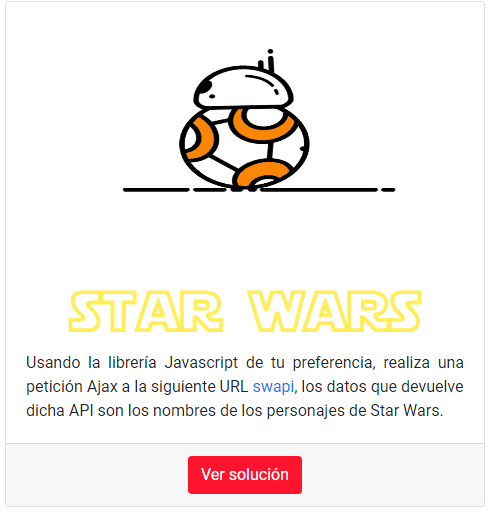 STAR WARS
Usando la librería Javascript de tu preferencia, realiza una
petición Ajax a la siguiente URL swapi, los datos que devuelve
dicha API son los nombres de los personajes de Star Wars.
Ver solución